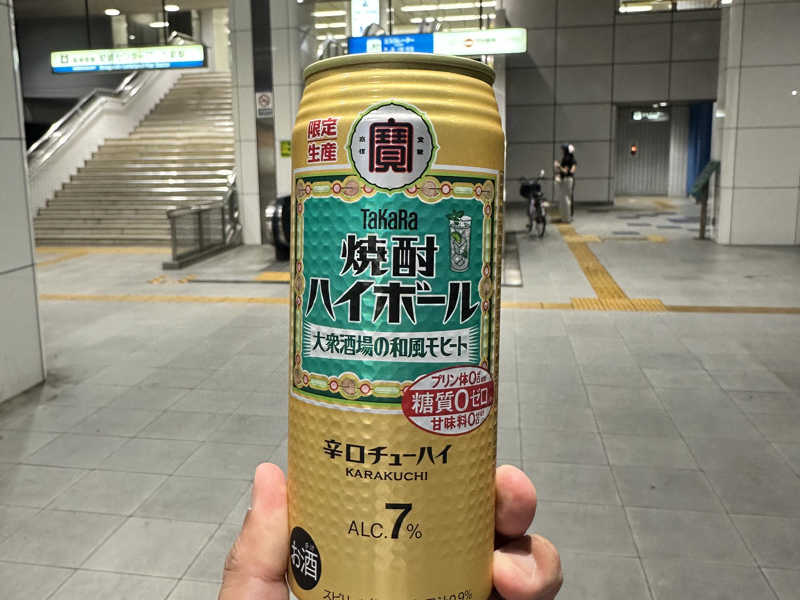 限定
生産
寶
TaKaRa
焼酎
ハイボール
大衆酒場の和風モヒート
プリン体0
糖質0ゼロ
甘味料0
辛口チューハイ
KARAKUCHI
ALC.7%
お酒